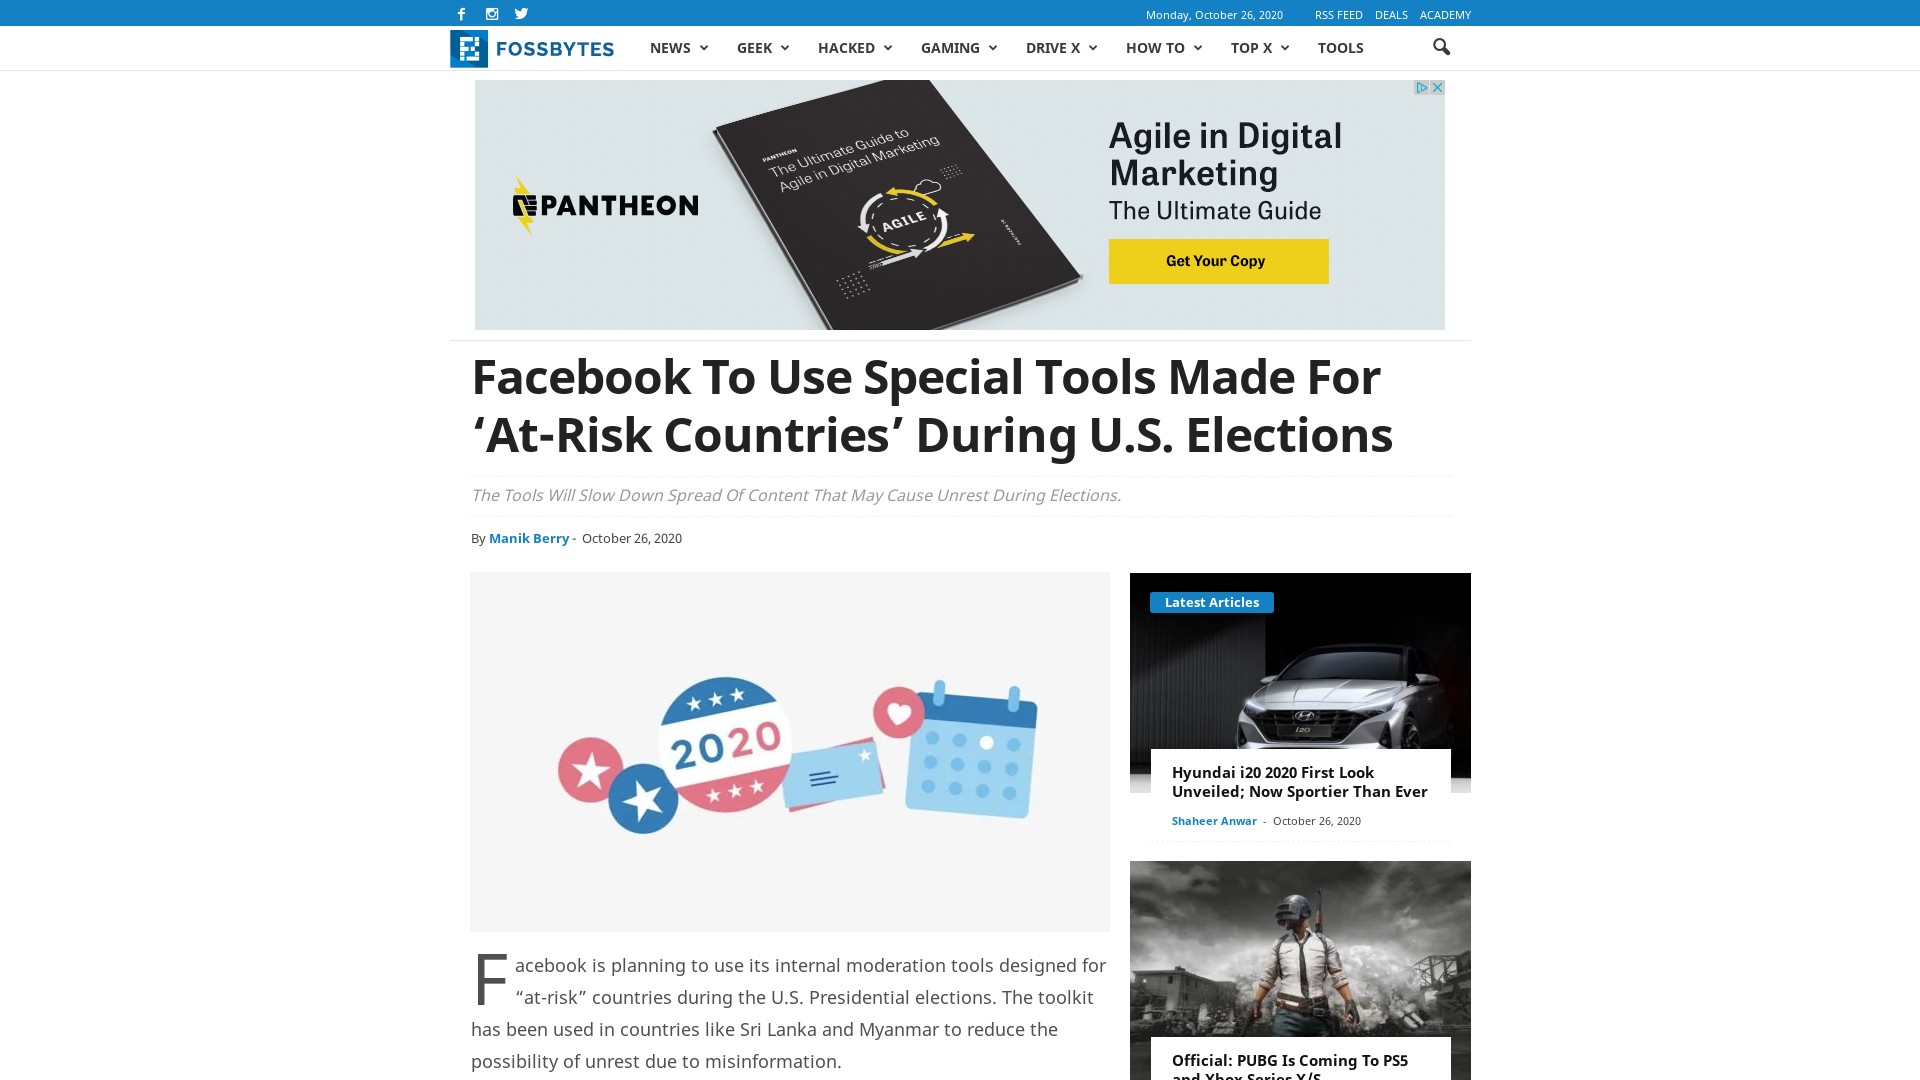 Monday, October 26, 2020 RSS FEED DEALS ACADEMY
FOSSBYTES NEWS GEEK HACKED GAMING DRIVE X HOW TO TOP X TOOLS
PANTHEON
PANTHEON
The Ultimate Guide to
Agile in Digital Marketing
AGILE
Agile in Digital
Marketing
The Ultimate Guide
Get Your Copy
Facebook To Use Special Tools Made For
‘At-Risk Countries’ During U.S. Elections
The Tools Will Slow Down Spread Of Content That May Cause Unrest During Elections.
By Manik Berry - October 26, 2020
2020
Facebook is planning to use its internal moderation tools designed for
“at-risk” countries during the U.S. Presidential elections. The toolkit
has been used in countries like Sri Lanka and Myanmar to reduce the
possibility of unrest due to misinformation.
Latest Articles
i20
Hyundai i20 2020 First Look
Unveiled; Now Sportier Than Ever
Shaheer Anwar - October 26, 2020
Official: PUBG Is Coming To PS5
and Xbox Series X/S